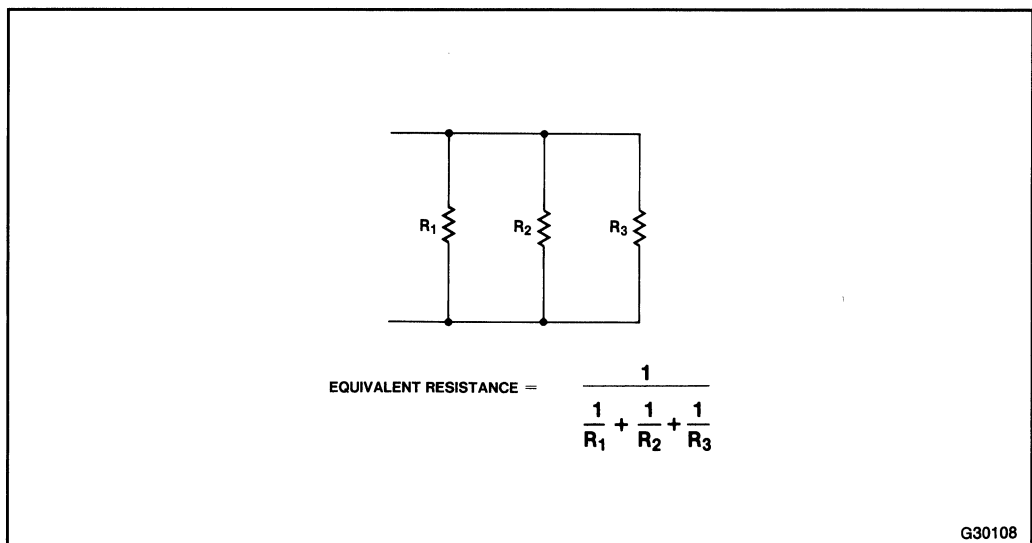 R₁ R₂ R₃
EQUIVALENT RESISTANCE = 1
1/R₁ + 1/R₂ + 1/R₃
G30108